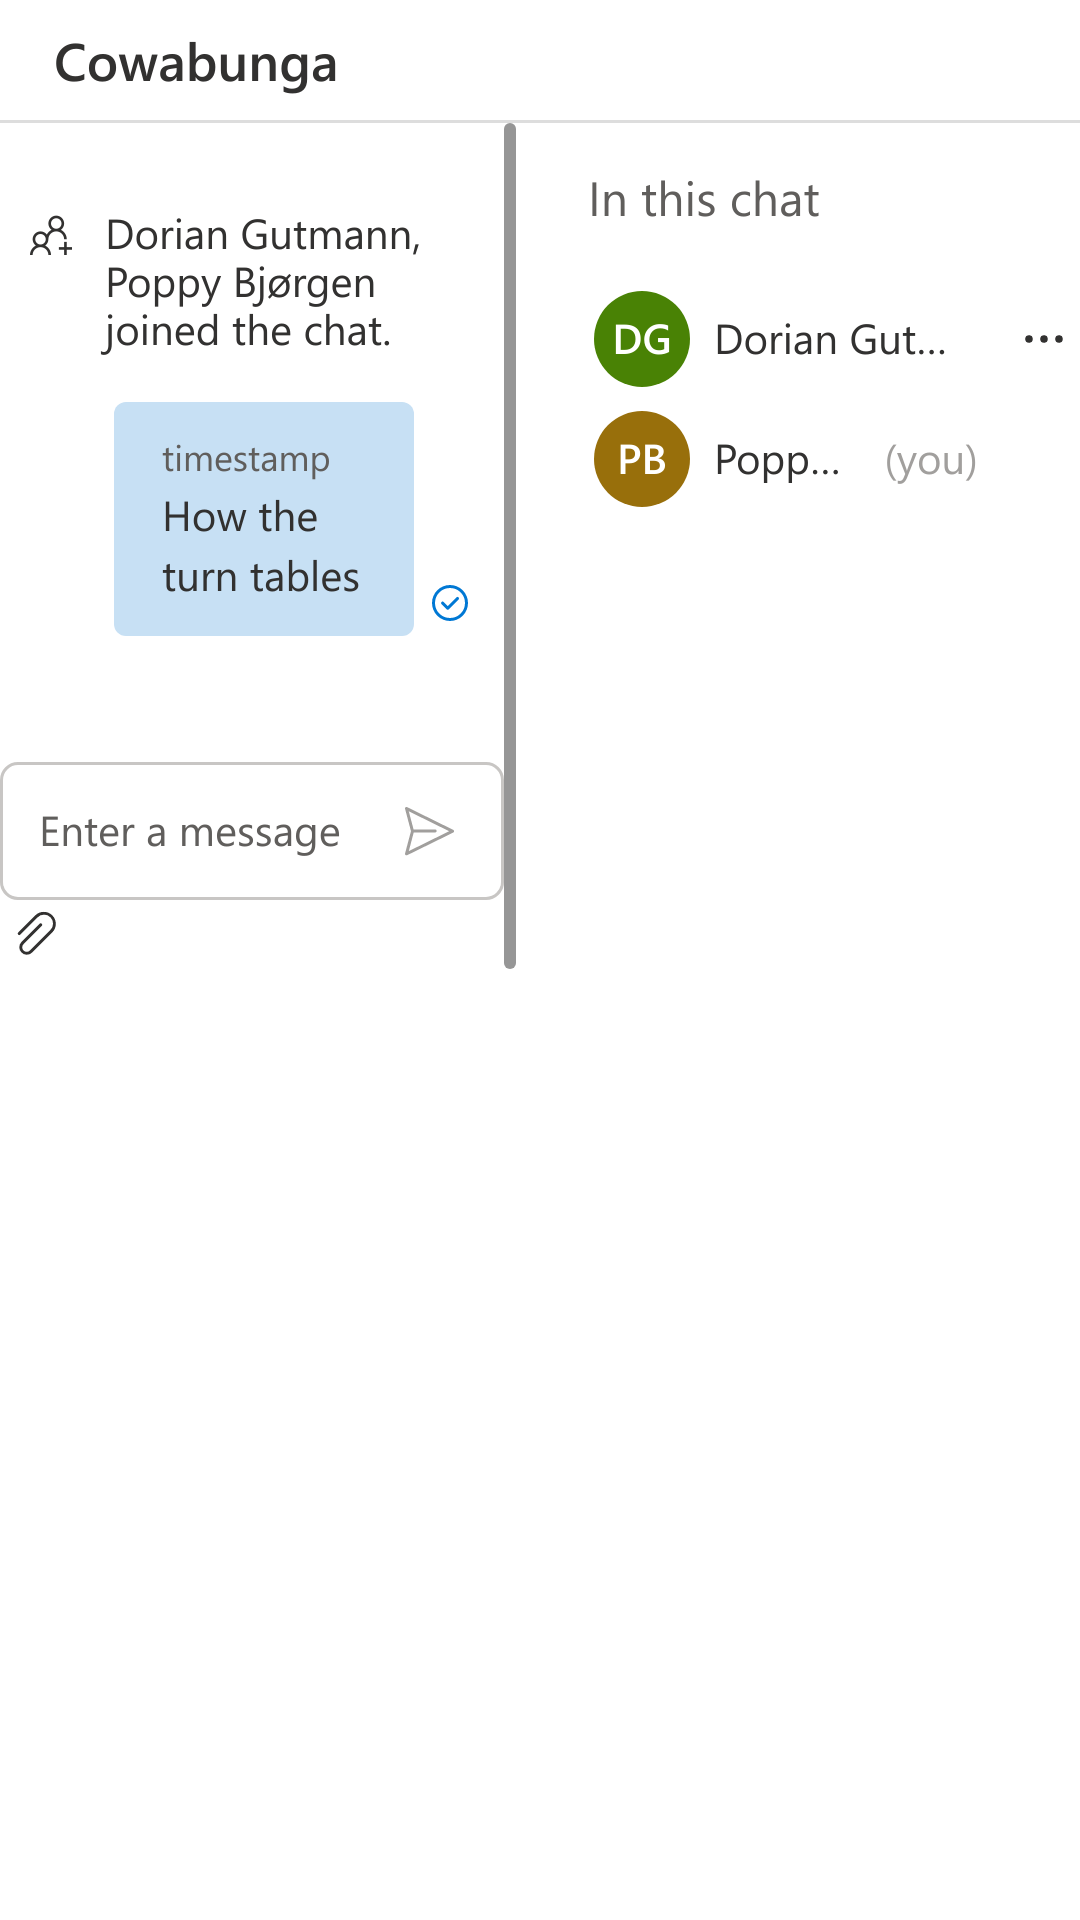 Cowabunga
Dorian Gutmann,
Poppy Bjørgen
joined the chat.
timestamp
How the
turn tables
Enter a message
In this chat
DG Dorian Gut...
PB Popp... (you)